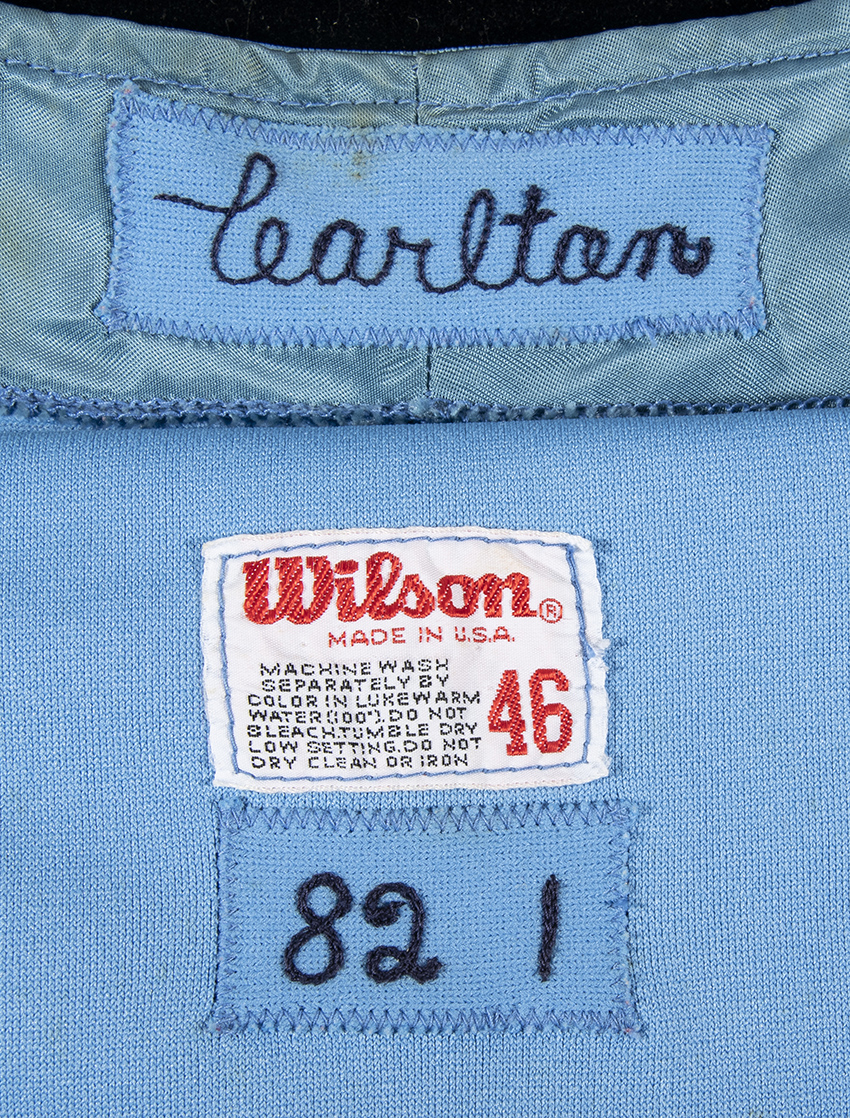 Carlton
Wilson®
MADE IN U.S.A.
MACHINE WASH
SEPARATELY BY
COLOR IN LUKEWARM
WATER(100°).DO NOT
BLEACH.TUMBLE DRY
LOW SETTING.DO NOT
DRY CLEAN OR IRON
46
82 1